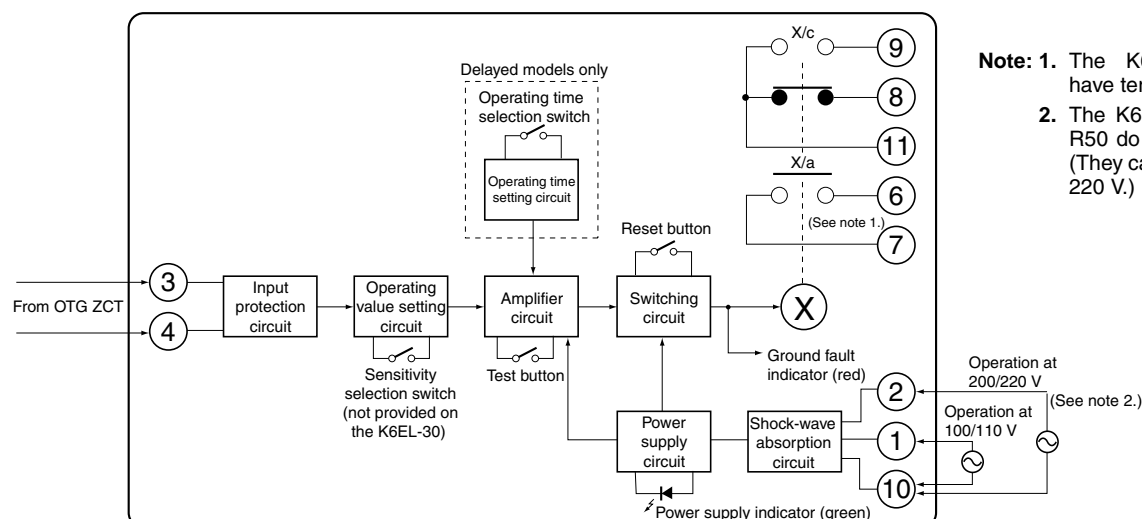 X/c
9
8
11
X/a
6
(See note 1.)
7
Note: 1. The
have
2. The
R50 do
(They
220 V.)
Delayed models only
Operating time
selection switch
Operating time
setting circuit
Reset button
3
4
From OTG ZCT
Input
protection
circuit
Operating
value setting
circuit
Amplifier
circuit
Switching
circuit
X
Sensitivity
selection switch
(not provided on
the K6EL-30)
Test button
Ground fault
indicator (red)
Power
supply
circuit
Shock-wave
absorption
circuit
2
1
10
Operation at
200/220 V
(See note 2.)
Operation at
100/110 V
Power supply indicator (green)